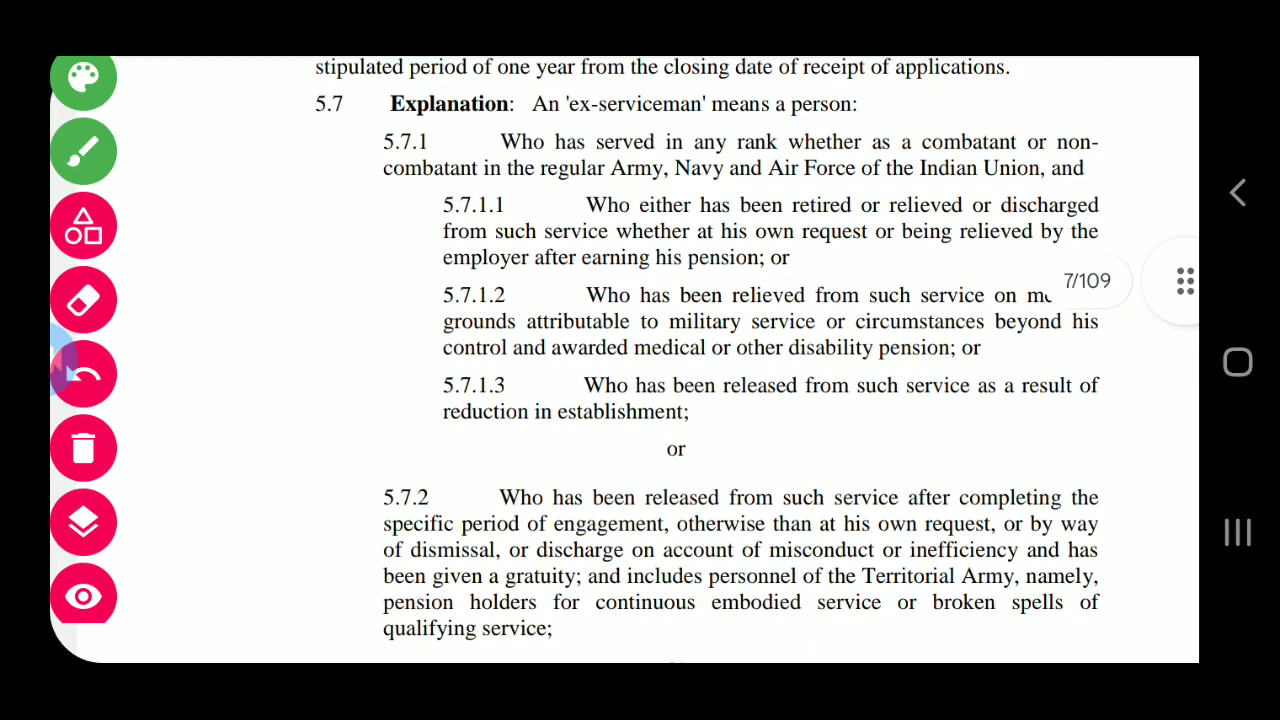 stipulated period of one year from the closing date of receipt of applications.
5.7 Explanation: An 'ex-serviceman' means a person:
5.7.1 Who has served in any rank whether as a combatant or non-
combatant in the regular Army, Navy and Air Force of the Indian Union, and
5.7.1.1 Who either has been retired or relieved or discharged
from such service whether at his own request or being relieved by the
employer after earning his pension; or
7/109
5.7.1.2 Who has been relieved from such service on
grounds attributable to military service or circumstances beyond his
control and awarded medical or other disability pension; or
5.7.1.3 Who has been released from such service as a result of
reduction in establishment;
or
5.7.2 Who has been released from such service after completing the
specific period of engagement, otherwise than at his own request, or by way
of dismissal, or discharge on account of misconduct or inefficiency and has
been given a gratuity; and includes personnel of the Territorial Army, namely,
pension holders for continuous embodied service or broken spells of
qualifying service;